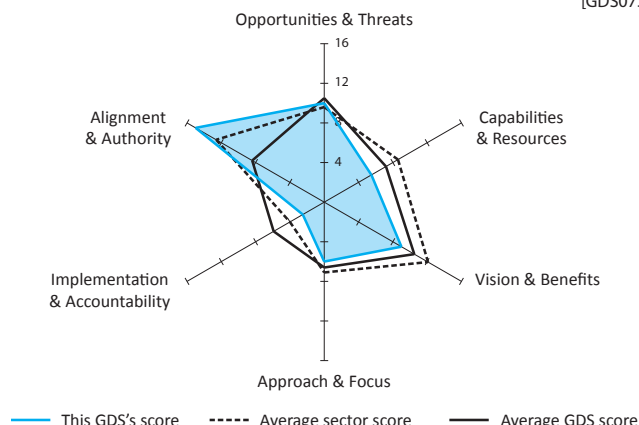 [GDS07
Opportunities & Threats
16
12
8
4
Alignment
& Authority
Capabilities
& Resources
Implementation
& Accountability
Vision & Benefits
Approach & Focus
This GDS's score
Average sector score
Average GDS score